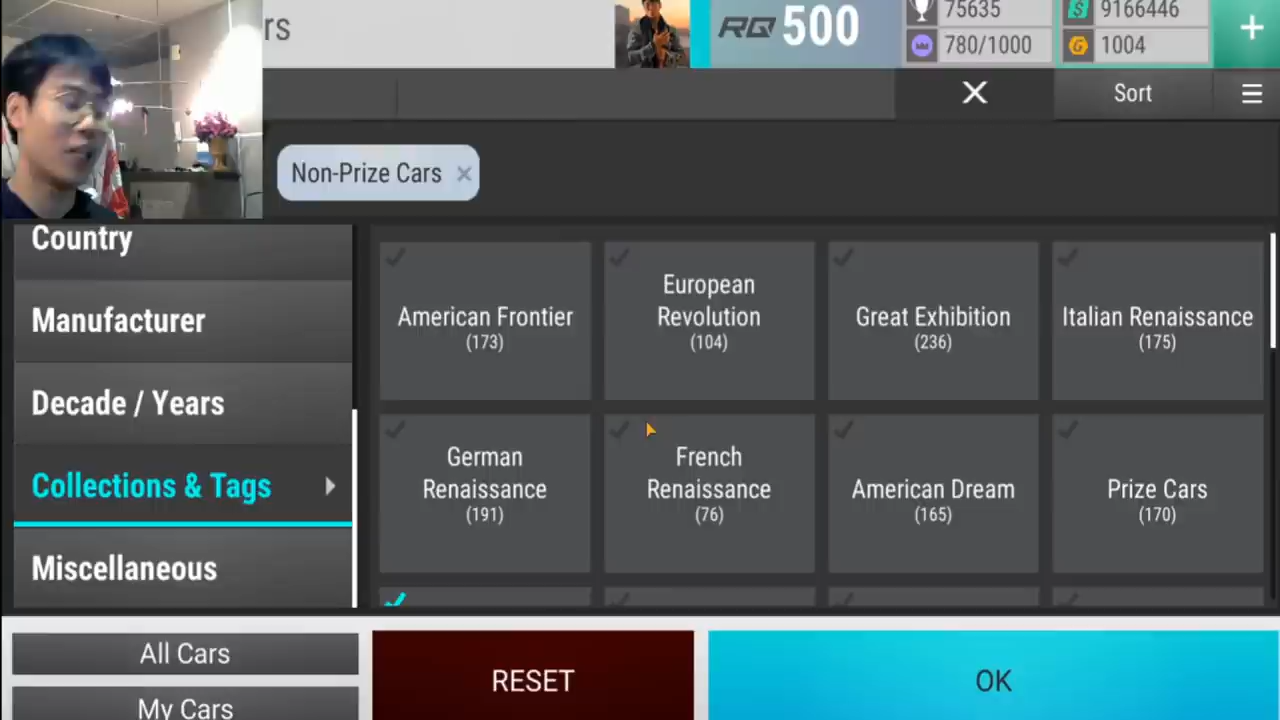 rs
RQ 500
75635
9166446
780/1000
1004
+
Sort
Non-Prize Cars
Country
American Frontier
(173)
European
Revolution
(104)
Great Exhibition
(236)
Italian Renaissance
(175)
Manufacturer
Decade / Years
German
Renaissance
(191)
French
Renaissance
(76)
American Dream
(165)
Prize Cars
(170)
Collections & Tags
Miscellaneous
All Cars
My Cars
RESET
OK